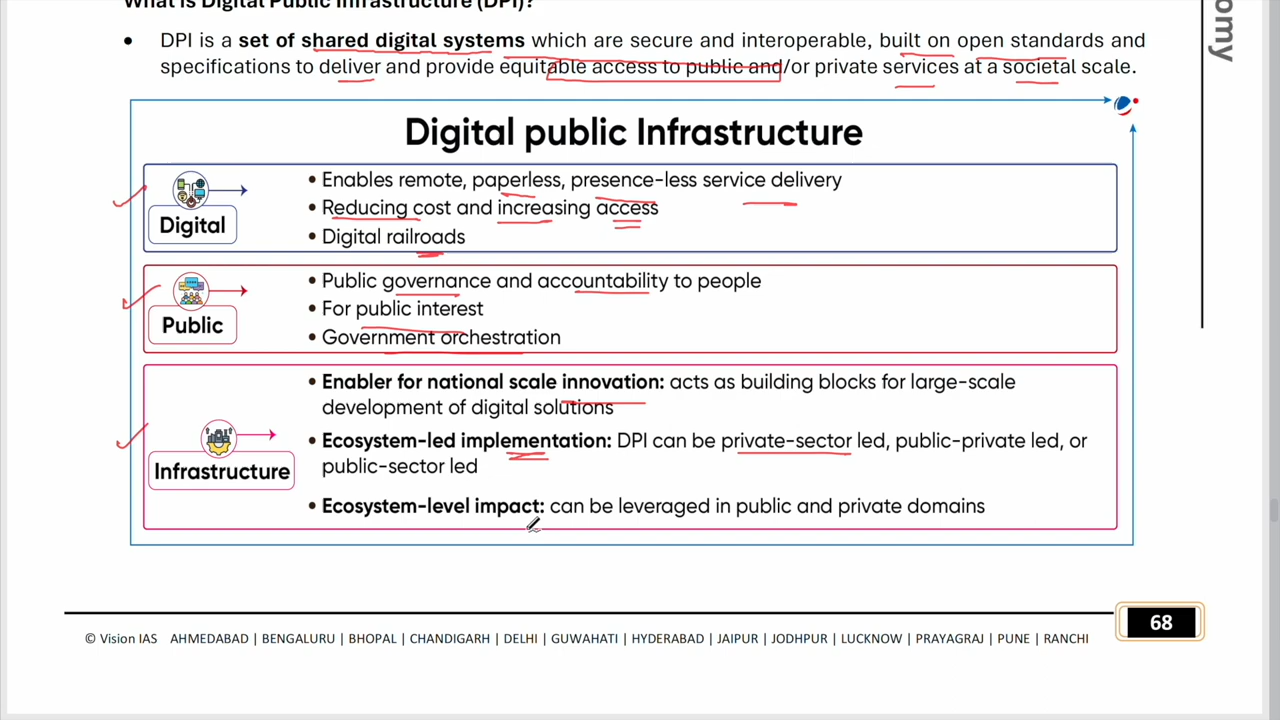 What is Digital Public Infrastructure (DPI)?
• DPI is a set of shared digital systems which are secure and interoperable, built on open standards and
specifications to deliver and provide equitable access to public and/or private services at a societal scale.
omy
Digital public Infrastructure
Digital
• Enables remote, paperless, presence-less service delivery
• Reducing cost and increasing access
• Digital railroads
Public
• Public governance and accountability to people
• For public interest
• Government orchestration
Infrastructure
• Enabler for national scale innovation: acts as building blocks for large-scale
development of digital solutions
• Ecosystem-led implementation: DPI can be private-sector led, public-private led, or
public-sector led
• Ecosystem-level impact: can be leveraged in public and private domains
68
© Vision IAS AHMEDABAD | BENGALURU | BHOPAL | CHANDIGARH | DELHI | GUWAHATI | HYDERABAD | JAIPUR | JODHPUR | LUCKNOW | PRAYAGRAJ | PUNE | RANCHI